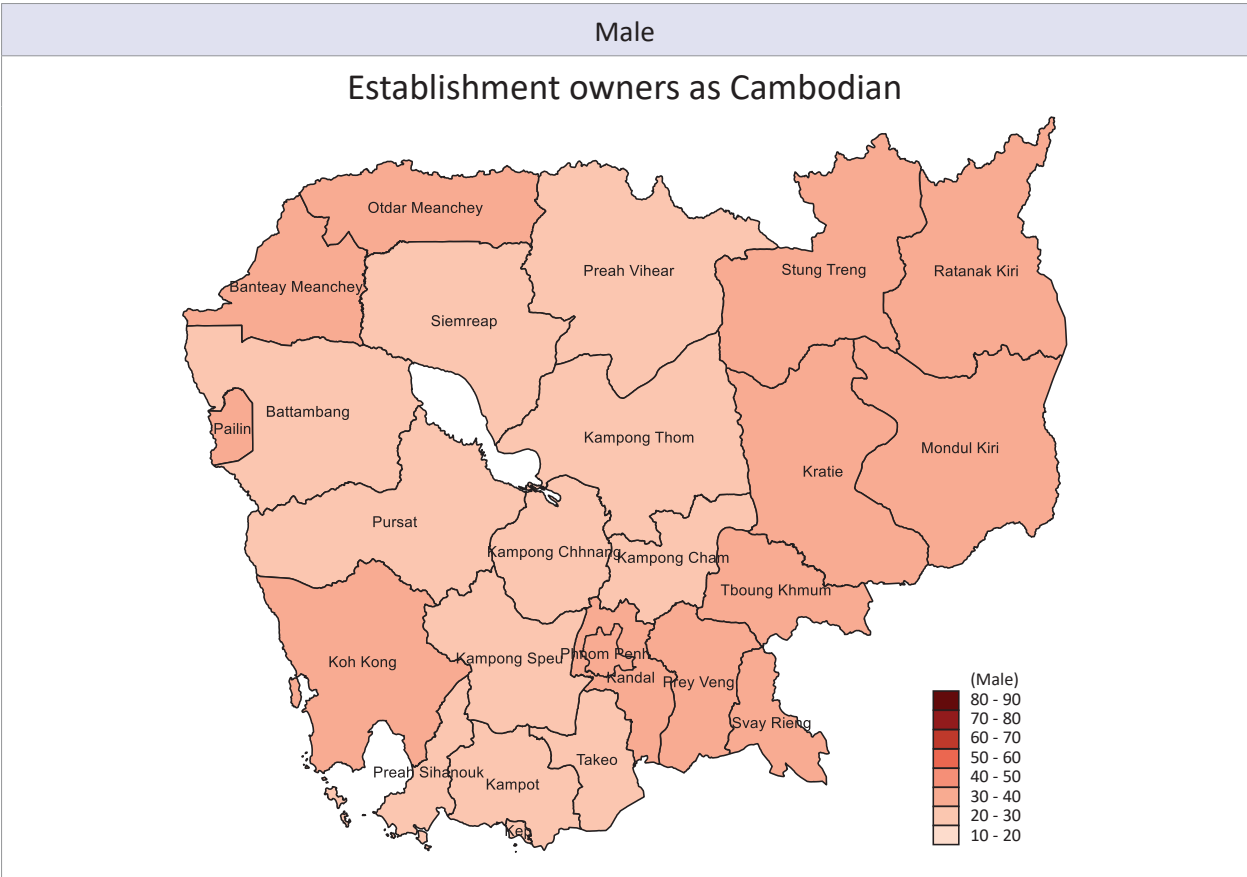 Male
Establishment owners as Cambodian
Otdar Meanchey
Preah Vihear
Stung Treng
Ratanak Kiri
Banteay Meanchey
Siemreap
Battambang
Pailin
Kampong Thom
Mondul Kiri
Kratie
Pursat
Kampong Chhnang
Kampong Cham
Tboung Khmum
Koh Kong
Kampong Speu
Phnom Penh
Kandal
Prey Veng
Svay Rieng
Takeo
Preah Sihanouk
Kampot
Kep
(Male)
80 - 90
70 - 80
60 - 70
50 - 60
40 - 50
30 - 40
20 - 30
10 - 20